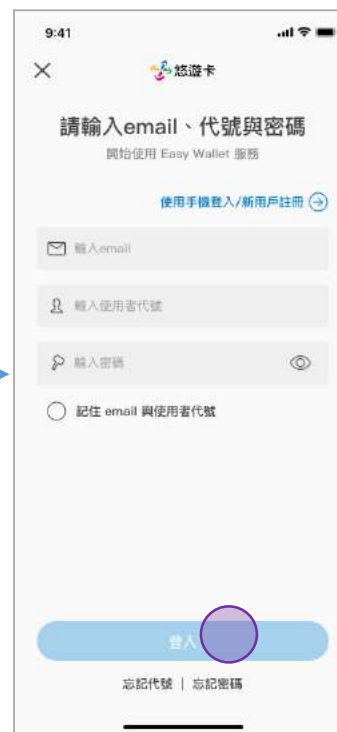 9:41
悠遊卡
請輸入email、代號與密碼
開始使用 Easy Wallet 服務
使用手機登入/新用戶註冊
輸入email
輸入使用者代號
輸入密碼
記住 email 與使用者代號
登入
忘記代號 | 忘記密碼